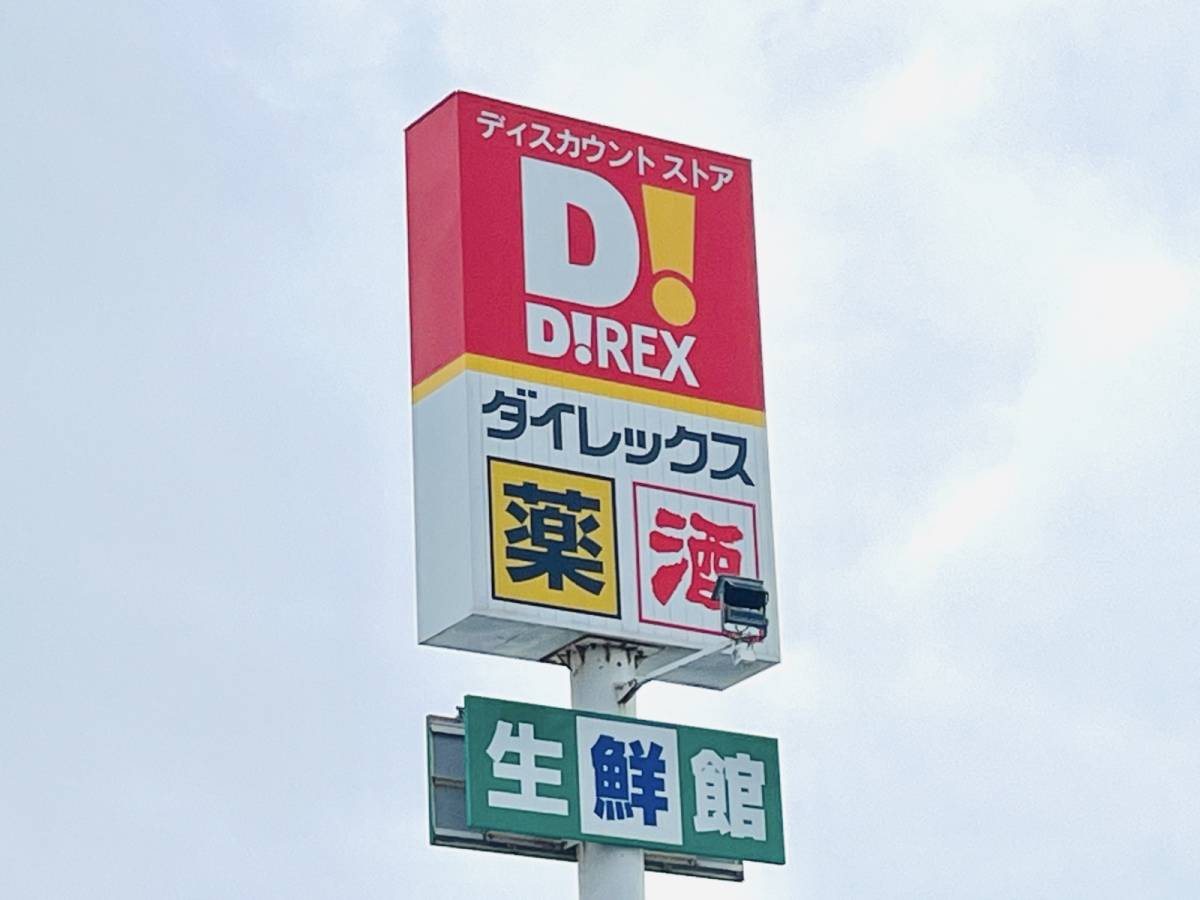 ディスカウント ストア
D!
D!REX
ダイレックス
薬 酒
生鮮館